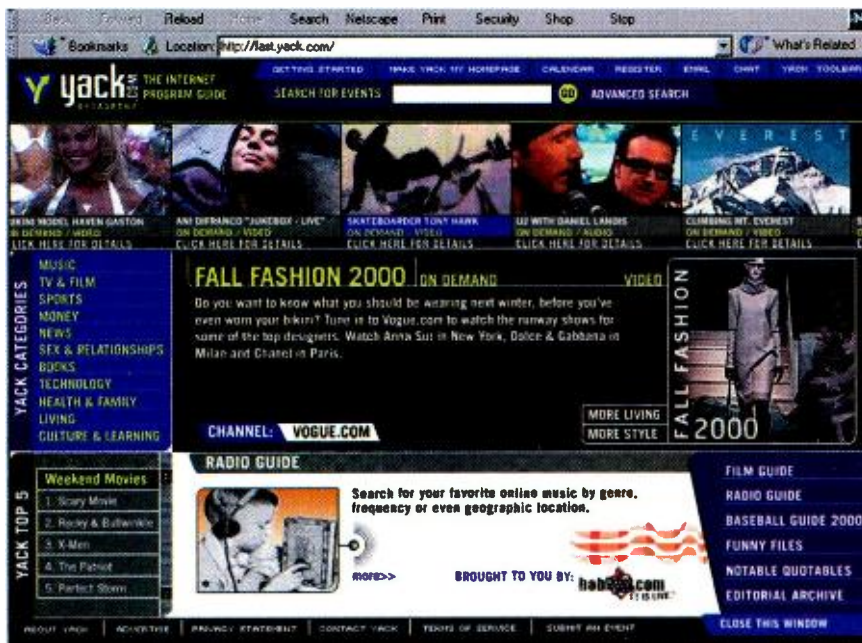 Back Forward Reload Home Search Netscape Print Security Shop Stop
Bookmarks Location: http://fast.yack.com/ What's Related
GETTING STARTED MAKE YACK MY HOMEPAGE CALENDAR REGISTER EMAIL CHAT YACK TOOLBAR
yack .COM THE INTERNET PROGRAM GUIDE
SEARCH FOR EVENTS GO ADVANCED SEARCH
EVEREST
BIKINI MODEL HAVEN GASTON
DEMAND / VIDEO
CLICK HERE FOR DETAILS
ANI DIFRANCO "JUKEBOX - LIVE"
ON DEMAND / VIDEO
CLICK HERE FOR DETAILS
SKATEBOARDER TONY HAWK
ON DEMAND / VIDEO
CLICK HERE FOR DETAILS
U2 WITH DANIEL LANOIS
ON DEMAND / AUDIO
CLICK HERE FOR DETAILS
CLIMBING MT. EVEREST
ON DEMAND / VIDEO
CLICK HERE FOR DETAILS
YACK CATEGORIES
MUSIC
TV & FILM
SPORTS
MONEY
NEWS
SEX & RELATIONSHIPS
BOOKS
TECHNOLOGY
HEALTH & FAMILY
LIVING
CULTURE & LEARNING
FALL FASHION 2000 ON DEMAND VIDEO
Do you want to know what you should be wearing next winter, before you've
even worn your bikini? Tune in to Vogue.com to watch the runway shows for
some of the top designers. Watch Anna Sui in New York, Dolce & Gabbana in
Milan and Chanel in Paris.
CHANNEL: VOGUE.COM
MORE LIVING
MORE STYLE
FALL FASHION
2000
YACK TOP 5
Weekend Movies
1. Scary Movie
2. Rocky & Bullwinkle
3. X-Men
4. The Patriot
5. Perfect Storm
RADIO GUIDE
Search for your favorite online music by genre,
frequency or even geographic location.
more>> BROUGHT TO YOU BY:
.com
IT IS LIVE
FILM GUIDE
RADIO GUIDE
BASEBALL GUIDE 2000
FUNNY FILES
NOTABLE QUOTABLES
EDITORIAL ARCHIVE
CLOSE THIS WINDOW
ABOUT YACK | ADVERTISE | PRIVACY STATEMENT | CONTACT YACK | TERMS OF SERVICE | SUBMIT AN EVENT